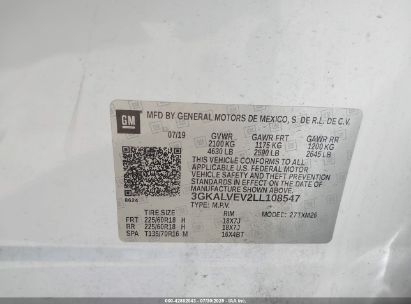 GM
MFD BY GENERAL MOTORS DE MEXICO, S. DE R.L. DE C.V.
07/19 GVWR GAWR FRT GAWR RR
2100 KG 1175 KG 1200 KG
4630 LB 2590 LB 2645 LB
THIS VEHICLE CONFORMS TO ALL
APPLICABLE U.S. FEDERAL MOTOR
VEHICLE SAFETY AND THEFT PREVENTION
STANDARDS IN EFFECT ON THE DATE OF
MANUFACTURE SHOWN ABOVE.
3GKALVEV2LL108547
8624 TYPE: M.P.V. MODEL: 27TXM26
TIRE SIZE RIM
FRT 225/60R18 H 18X7J
RR 225/60R18 H 18X7J
SPA T135/70R16 M 16X4BT